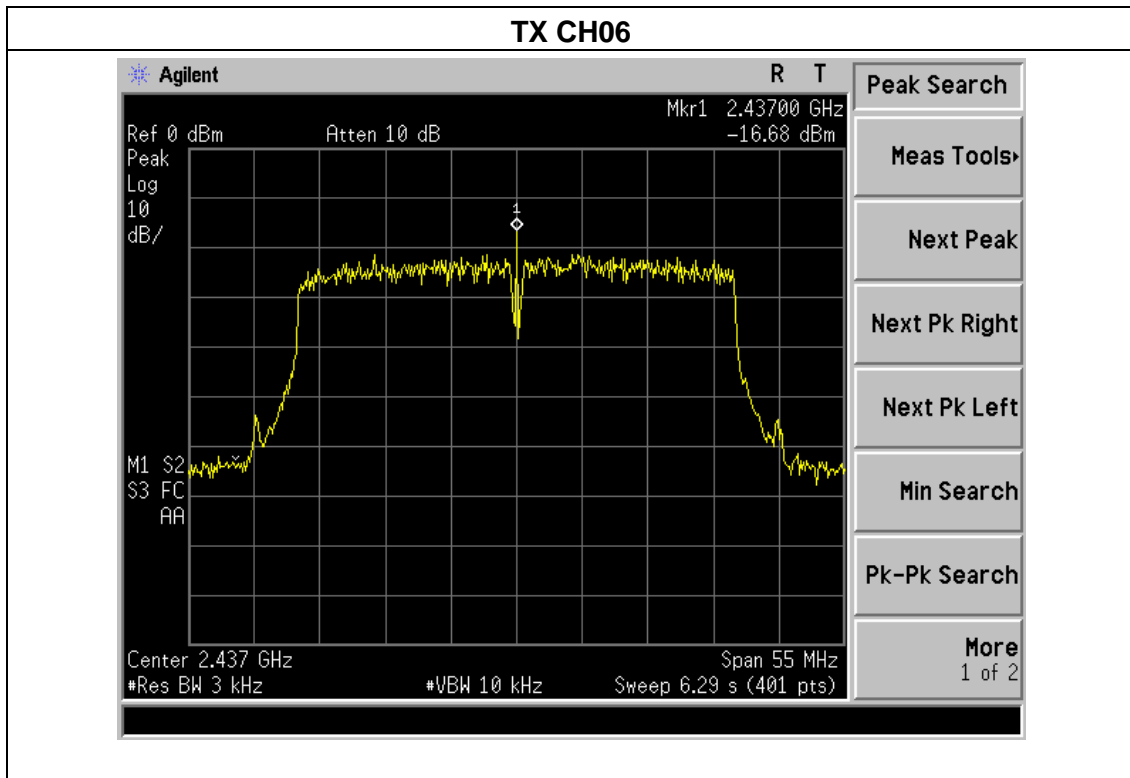 TX CH06
Agilent R T
Peak Search
Mkr1 2.43700 GHz
Ref 0 dBm Atten 10 dB -16.68 dBm
Peak
Log
10
dB/
1
M1 S2
S3 FC
AA
Center 2.437 GHz Span 55 MHz
#Res BW 3 kHz #VBW 10 kHz Sweep 6.29 s (401 pts)
Meas Tools
Next Peak
Next Pk Right
Next Pk Left
Min Search
Pk-Pk Search
More
1 of 2